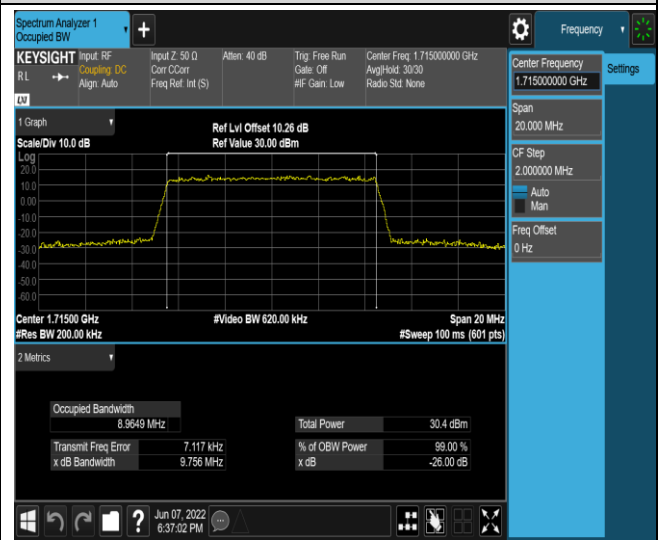 Spectrum Analyzer 1
Occupied BW
Frequency
KEYSIGHT
RL
LXI
Input: RF
Coupling: DC
Align: Auto
Input Z: 50 Ω
Corr CCorr
Freq Ref: Int (S)
Atten: 40 dB
Trig: Free Run
Gate: Off
#IF Gain: Low
Center Freq: 1.715000000 GHz
Avg|Hold: 30/30
Radio Std: None
Center Frequency
1.715000000 GHz
Settings
Span
20.000 MHz
CF Step
2.000000 MHz
Auto
Man
Freq Offset
0 Hz
1 Graph
Scale/Div 10.0 dB
Ref Lvl Offset 10.26 dB
Ref Value 30.00 dBm
Log
20.0
10.0
0.00
-10.0
-20.0
-30.0
-40.0
-50.0
-60.0
Center 1.71500 GHz
#Video BW 620.00 kHz
Span 20 MHz
#Res BW 200.00 kHz
#Sweep 100 ms (601 pts)
2 Metrics
Occupied Bandwidth
8.9649 MHz
Total Power 30.4 dBm
Transmit Freq Error 7.117 kHz
% of OBW Power 99.00 %
x dB Bandwidth 9.756 MHz
x dB -26.00 dB
?
Jun 07, 2022
6:37:02 PM